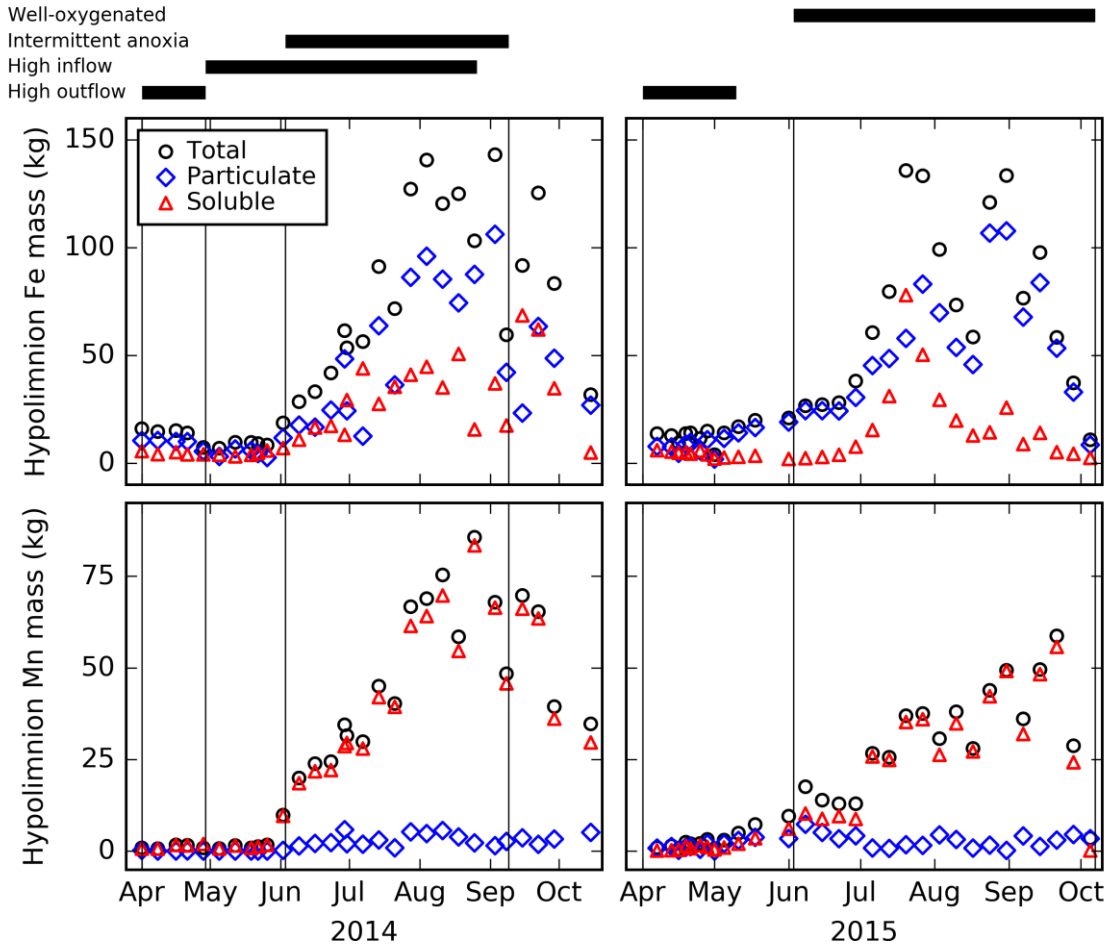 Well-oxygenated
Intermittent anoxia
High inflow
High outflow
Hypolimnion Fe mass (kg)
150
100
50
0
Total
Particulate
Soluble
Hypolimnion Mn mass (kg)
75
50
25
0
Apr May Jun Jul Aug Sep Oct
Apr May Jun Jul Aug Sep Oct
2014
2015